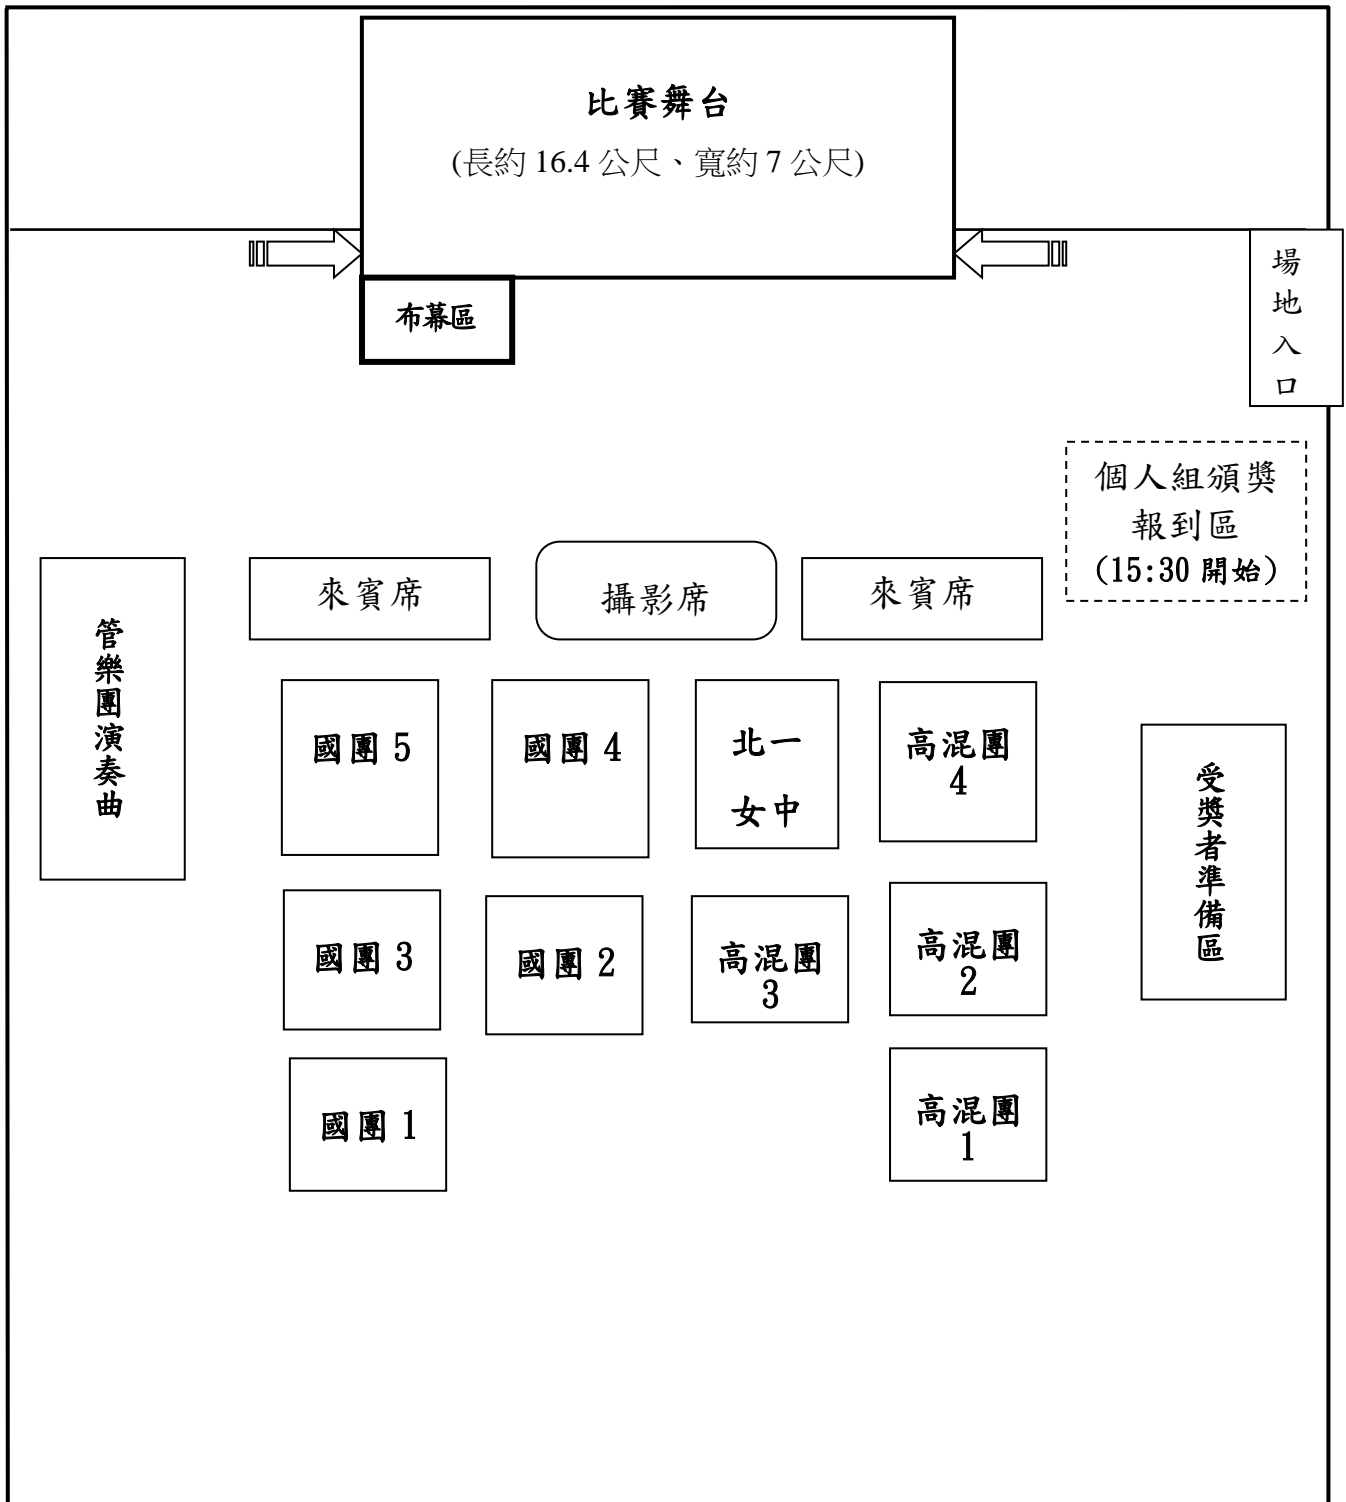 比賽舞台
(長約 16.4 公尺、寬約 7 公尺)
布幕區
場
地
入
口
個人組頒獎
報到區
(15:30 開始)
來賓席
攝影席
來賓席
管樂團演奏曲
國團 5
國團 4
北一
女中
高混團
4
受獎者準備區
國團 3
國團 2
高混團
3
高混團
2
國團 1
高混團
1